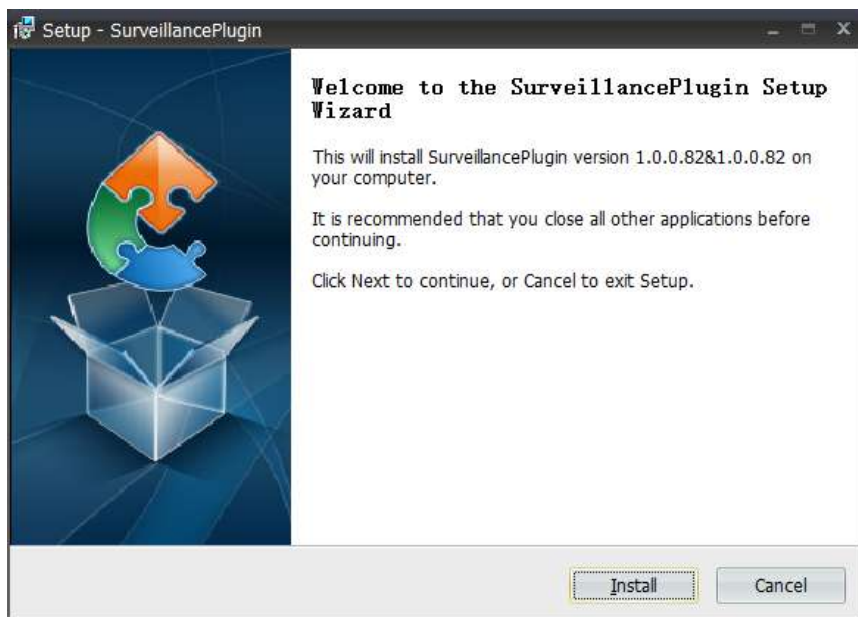 Setup - SurveillancePlugin
Welcome to the SurveillancePlugin Setup
Wizard
This will install SurveillancePlugin version 1.0.0.82&1.0.0.82 on
your computer.
It is recommended that you close all other applications before
continuing.
Click Next to continue, or Cancel to exit Setup.
Install
Cancel